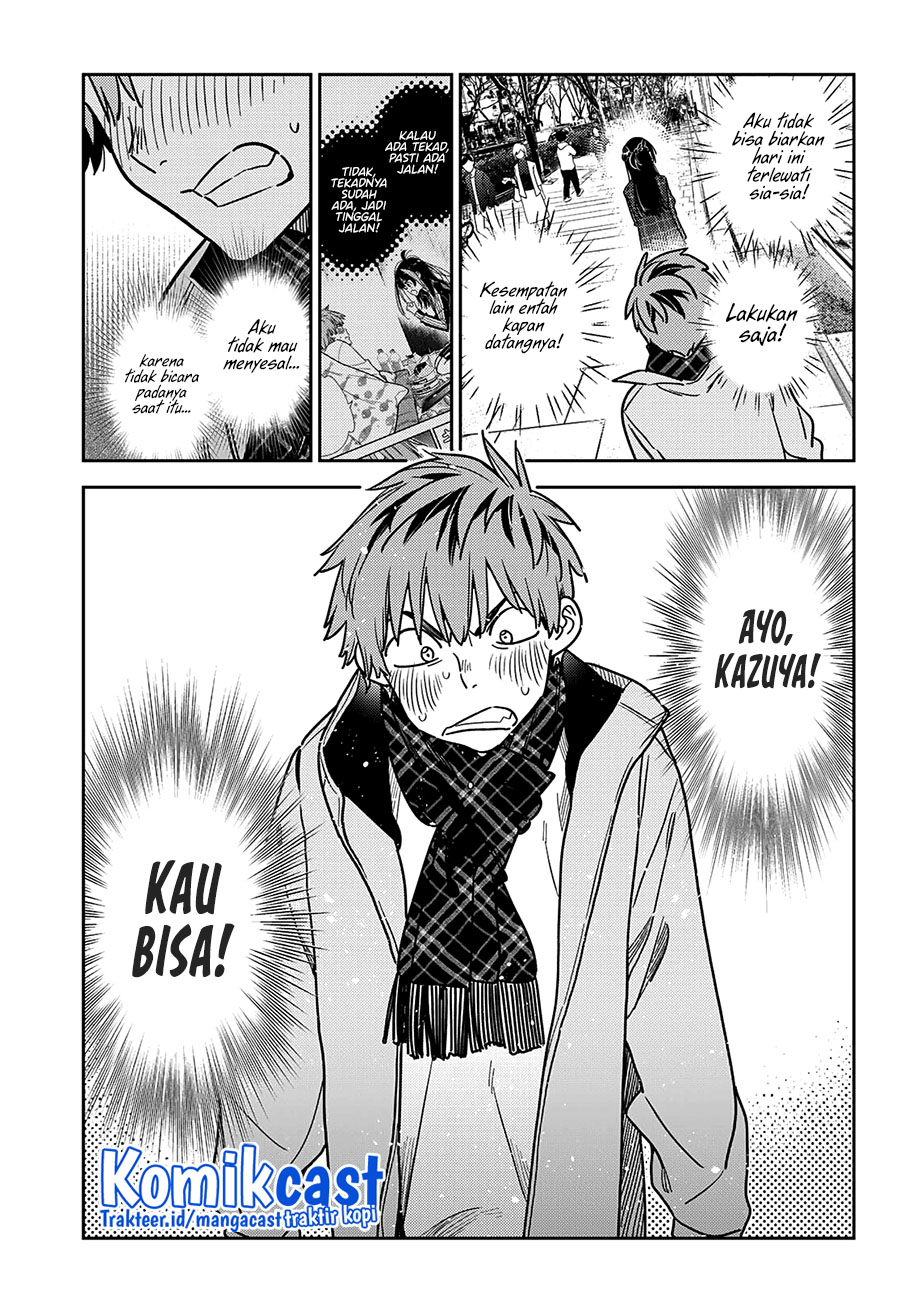 Aku tidak
bisa biarkan
hari ini
terlewati
sia-sia!
Lakukan
saja!
Kesempatan
lain entah
kapan
datangnya!
KALAU
ADA TEKAD,
PASTI ADA
JALAN!
TIDAK,
TEKADNYA
SUDAH
ADA, JADI
TINGGAL
JALAN!
Aku
tidak mau
menyesal...
karena
tidak bicara
padanya
saat itu...
AYO,
KAZUYA!
KAU
BISA!
Komikcast
Trakteer.id/mangacast traktir kopi